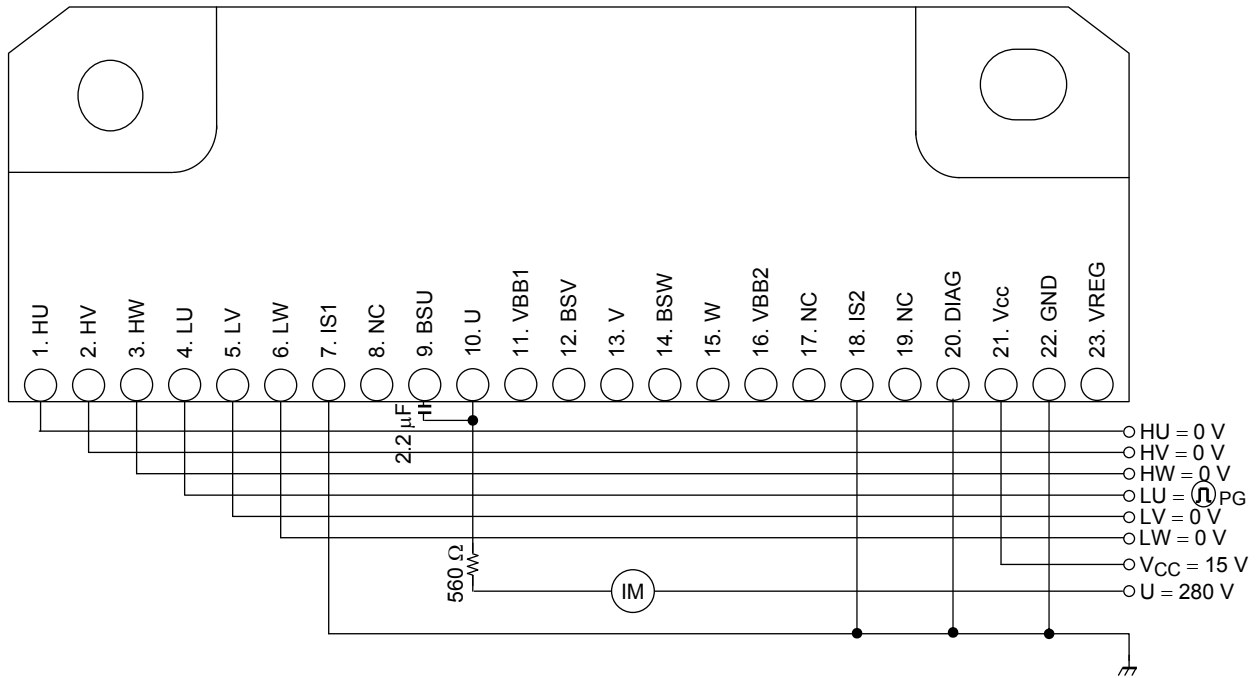 1. HU
2. HV
3. HW
4. LU
5. LV
6. LW
7. IS1
8. NC
9. BSU
10. U
11. VBB1
12. BSV
13. V
14. BSW
15. W
16. VBB2
17. NC
18. IS2
19. NC
20. DIAG
21. Vcc
22. GND
23. VREG
2.2 μF
HU = 0 V
HV = 0 V
HW = 0 V
LU = PG
LV = 0 V
LW = 0 V
560 Ω
VCC = 15 V
IM
U = 280 V